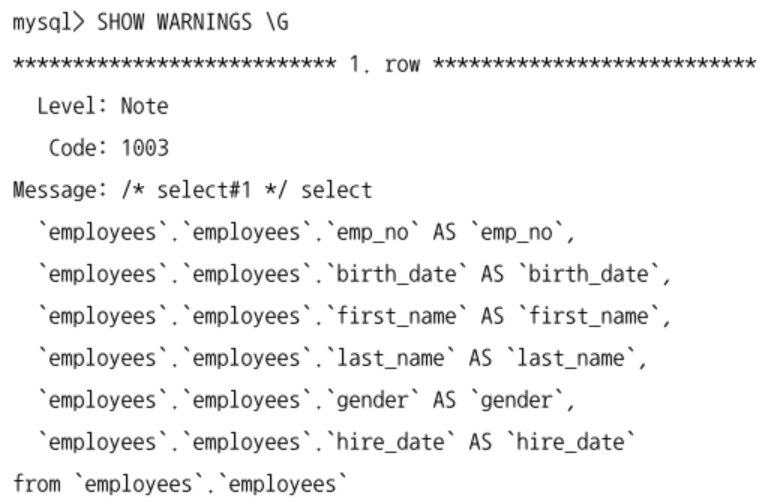 mysql> SHOW WARNINGS \G
*************************** 1. row ***************************
  Level: Note
   Code: 1003
Message: /* select#1 */ select
  `employees`.`employees`.`emp_no` AS `emp_no`,
  `employees`.`employees`.`birth_date` AS `birth_date`,
  `employees`.`employees`.`first_name` AS `first_name`,
  `employees`.`employees`.`last_name` AS `last_name`,
  `employees`.`employees`.`gender` AS `gender`,
  `employees`.`employees`.`hire_date` AS `hire_date`
from `employees`.`employees`